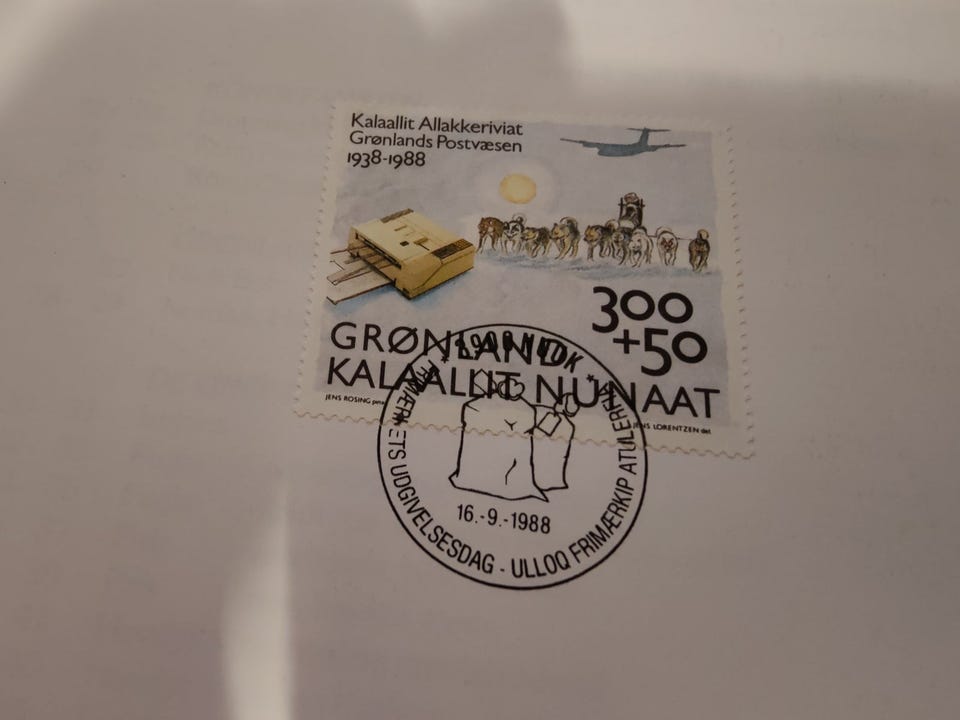 Kalaallit Allakkeriviat
Grønlands Postvæsen
1938-1988
300
+50
GRØNLAND
KALAALLIT NUNAAT
JENS ROSING
JENS LORENTZEN del
NUUK
FRIMÆRKETS UDGIVELSESDAG - ULLOQ FRIMÆRKIP ATULERFIA
16.-9.-1988